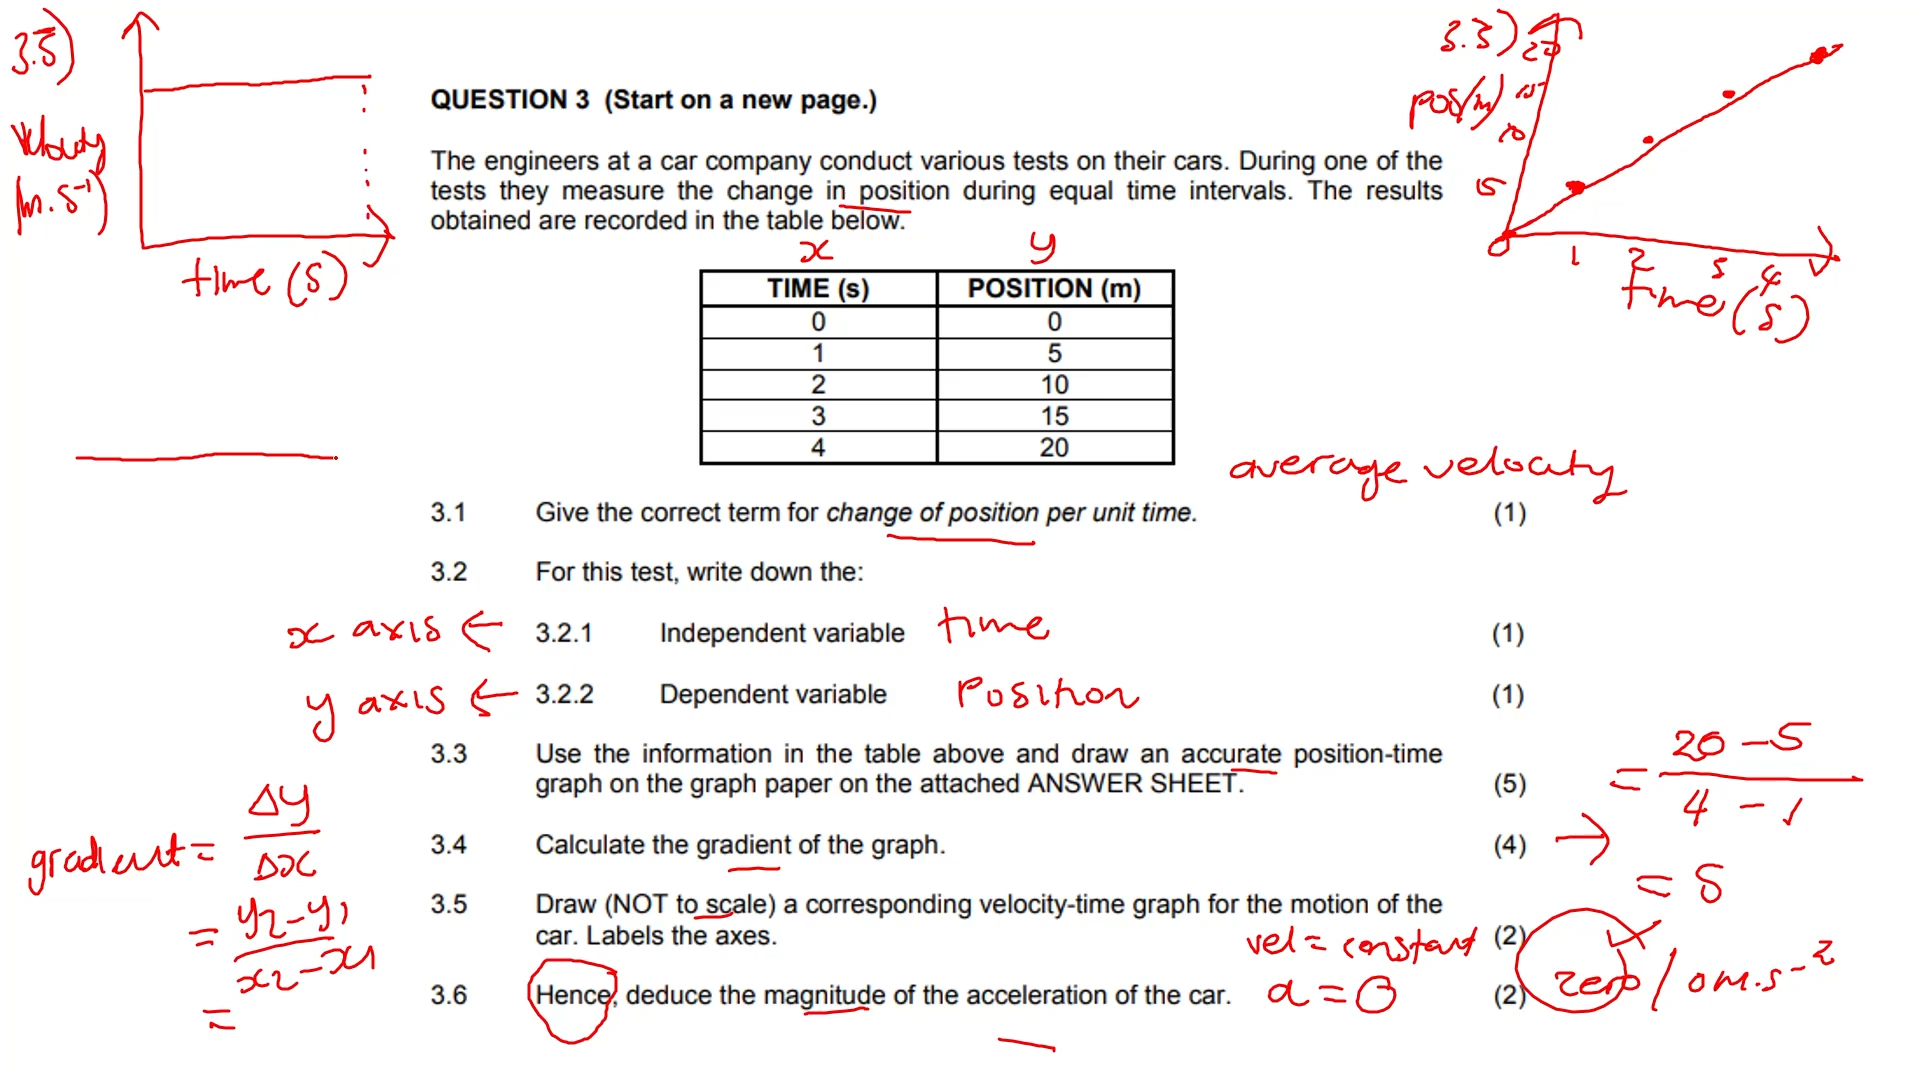 3.5)
velocity
(m.s⁻¹)
time (s)
3.3)
pos(m)
20
15
10
5
0
1 2 3 4
time (s)
QUESTION 3 (Start on a new page.)
The engineers at a car company conduct various tests on their cars. During one of the
tests they measure the change in position during equal time intervals. The results
obtained are recorded in the table below.
x y
TIME (s) POSITION (m)
0 0
1 5
2 10
3 15
4 20
average velocity
3.1 Give the correct term for change of position per unit time. (1)
3.2 For this test, write down the:
x axis ← 3.2.1 Independent variable time (1)
y axis ← 3.2.2 Dependent variable Position (1)
3.3 Use the information in the table above and draw an accurate position-time
graph on the graph paper on the attached ANSWER SHEET. (5)
3.4 Calculate the gradient of the graph. (4) →
gradient = Δy
Δx
= y2-y1
x2-x1
=
= 20 - 5
4 - 1
= 5
3.5 Draw (NOT to scale) a corresponding velocity-time graph for the motion of the
car. Labels the axes. (2)
vel = constant
3.6 Hence, deduce the magnitude of the acceleration of the car. a = 0 (2) zero / 0 m.s⁻²